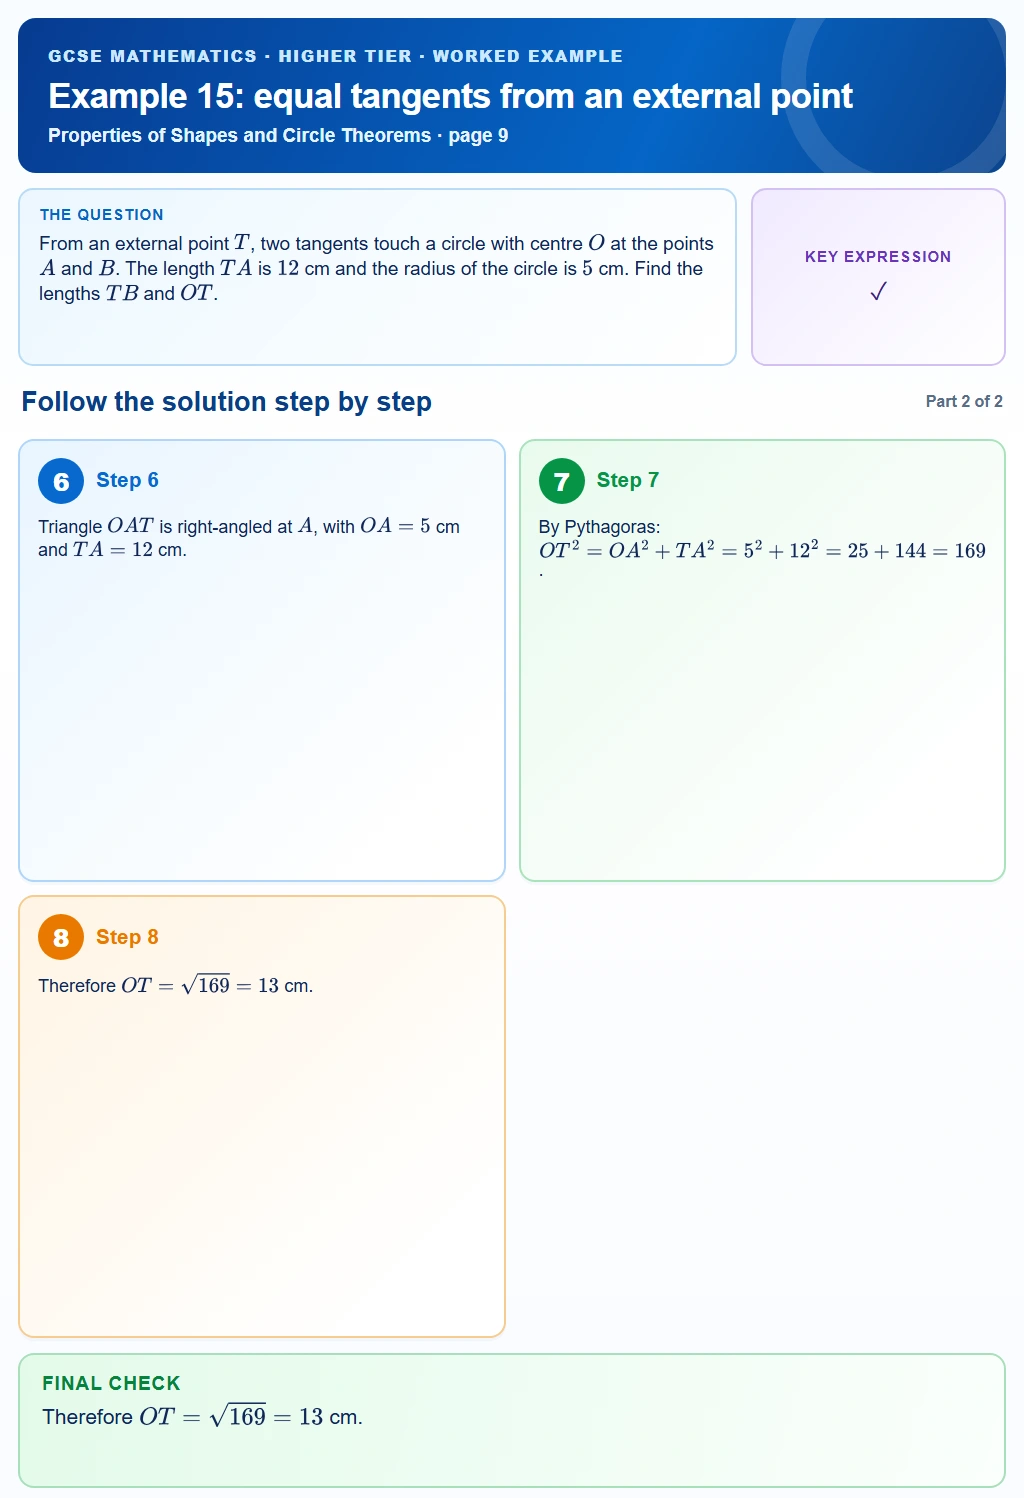 GCSE MATHEMATICS · HIGHER TIER · WORKED EXAMPLE
Example 15: equal tangents from an external point
Properties of Shapes and Circle Theorems · page 9
THE QUESTION
From an external point T, two tangents touch a circle with centre O at the points
A and B. The length TA is 12 cm and the radius of the circle is 5 cm. Find the
lengths TB and OT.
KEY EXPRESSION
✓
Follow the solution step by step
Part 2 of 2
6 Step 6
Triangle OAT is right-angled at A, with OA = 5 cm
and TA = 12 cm.
7 Step 7
By Pythagoras:
OT² = OA² + TA² = 5² + 12² = 25 + 144 = 169
.
8 Step 8
Therefore OT = √169 = 13 cm.
FINAL CHECK
Therefore OT = √169 = 13 cm.